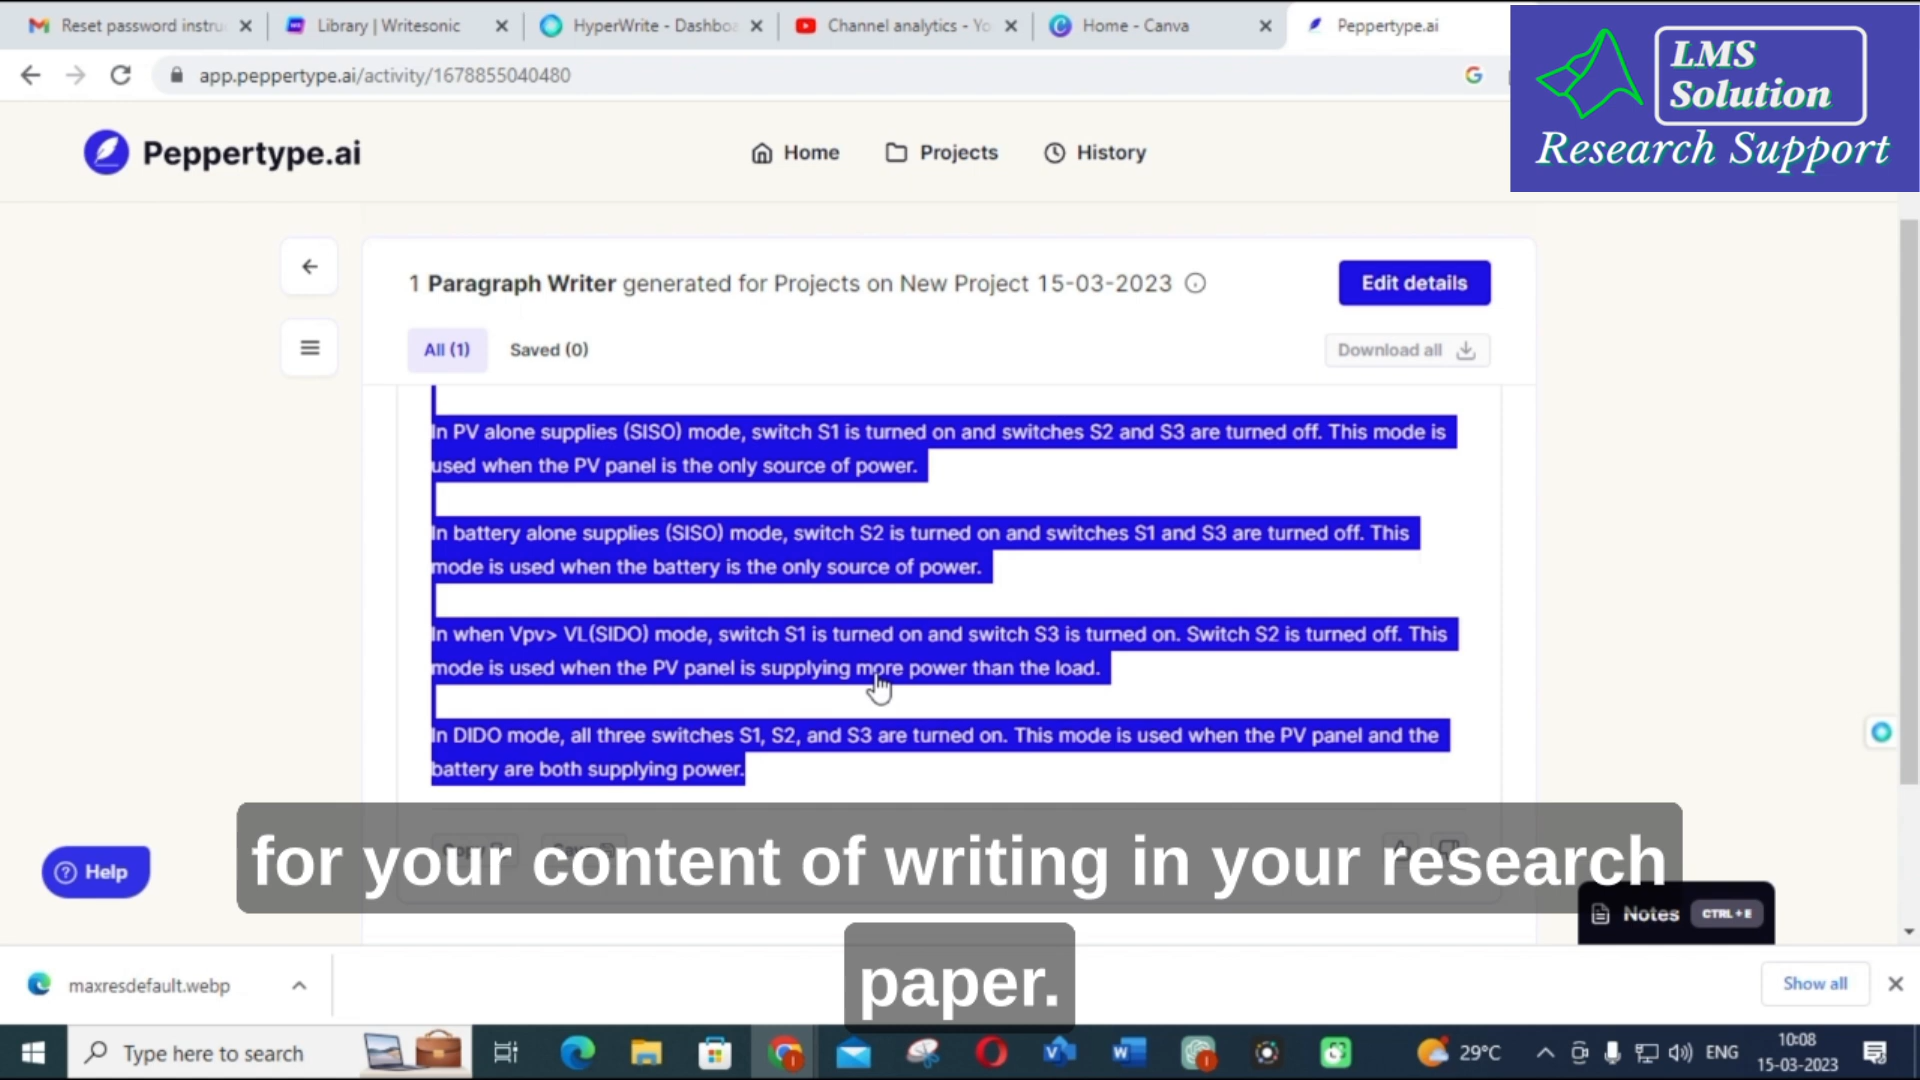 Reset password instru
Library | Writesonic
HyperWrite - Dashboa
Channel analytics - Yo
Home - Canva
Peppertype.ai
app.peppertype.ai/activity/1678855040480
LMS
Solution
Research Support
Peppertype.ai
Home
Projects
History
1 Paragraph Writer generated for Projects on New Project 15-03-2023
Edit details
All (1)
Saved (0)
Download all
In PV alone supplies (SISO) mode, switch S1 is turned on and switches S2 and S3 are turned off. This mode is
used when the PV panel is the only source of power.
In battery alone supplies (SISO) mode, switch S2 is turned on and switches S1 and S3 are turned off. This
mode is used when the battery is the only source of power.
In when Vpv> VL(SIDO) mode, switch S1 is turned on and switch S3 is turned on. Switch S2 is turned off. This
mode is used when the PV panel is supplying more power than the load.
In DIDO mode, all three switches S1, S2, and S3 are turned on. This mode is used when the PV panel and the
battery are both supplying power.
for your content of writing in your research
paper.
Help
Notes CTRL+E
maxresdefault.webp
Show all
Type here to search
29°C
ENG
10:08
15-03-2023